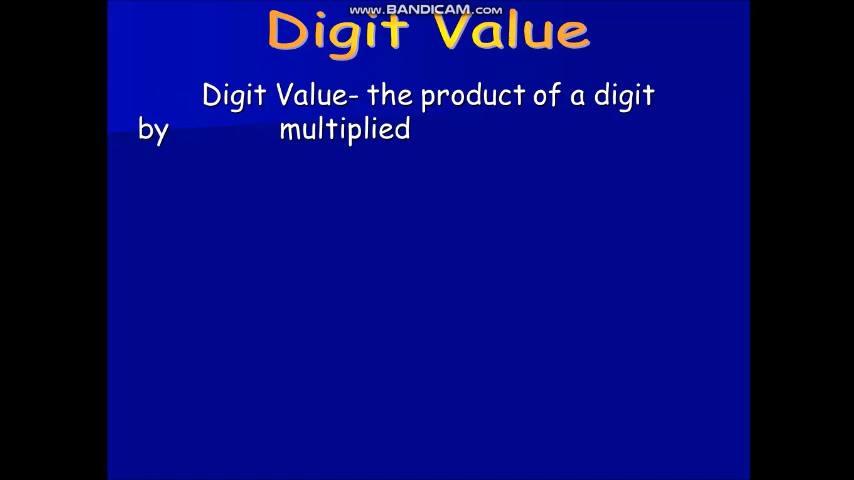 www.BANDICAM.com
Digit Value
Digit Value- the product of a digit
by multiplied